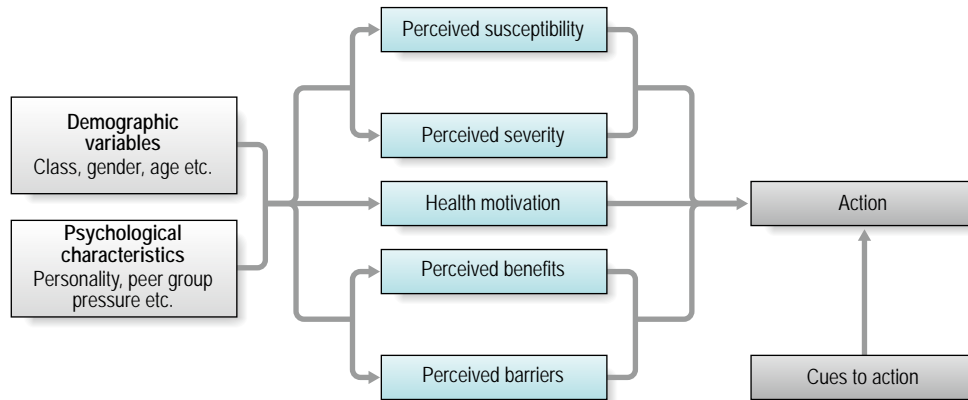 Demographic
variables
Class, gender, age etc.
Psychological
characteristics
Personality, peer group
pressure etc.
Perceived susceptibility
Perceived severity
Health motivation
Perceived benefits
Perceived barriers
Action
Cues to action